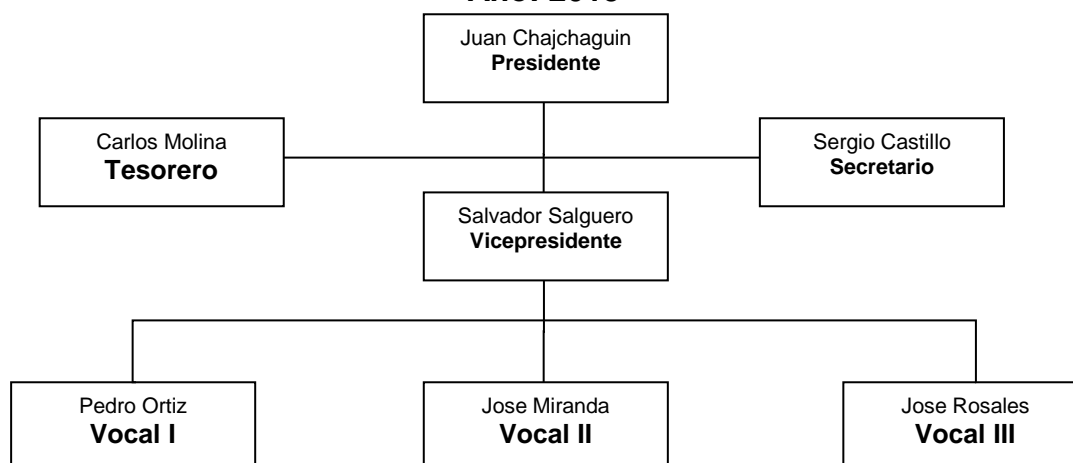 Juan Chajchaguin
Presidente
Carlos Molina
Tesorero
Sergio Castillo
Secretario
Salvador Salguero
Vicepresidente
Pedro Ortiz
Vocal I
Jose Miranda
Vocal II
Jose Rosales
Vocal III